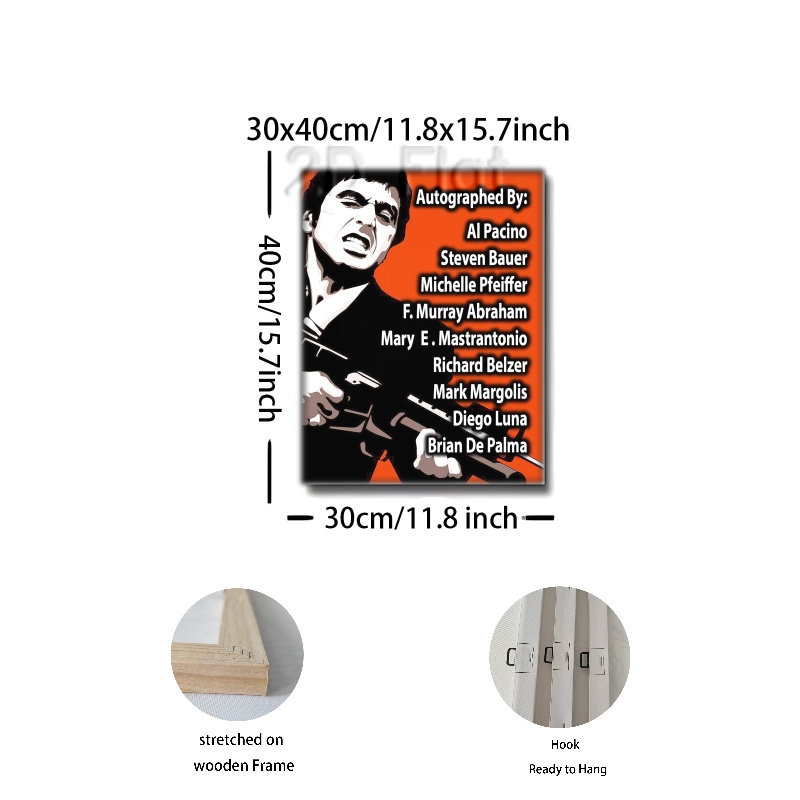 30x40cm/11.8x15.7inch
3D Flat
40cm/15.7inch
Autographed By:
Al Pacino
Steven Bauer
Michelle Pfeiffer
F. Murray Abraham
Mary E . Mastrantonio
Richard Belzer
Mark Margolis
Diego Luna
Brian De Palma
30cm/11.8 inch
stretched on
wooden Frame
Hook
Ready to Hang